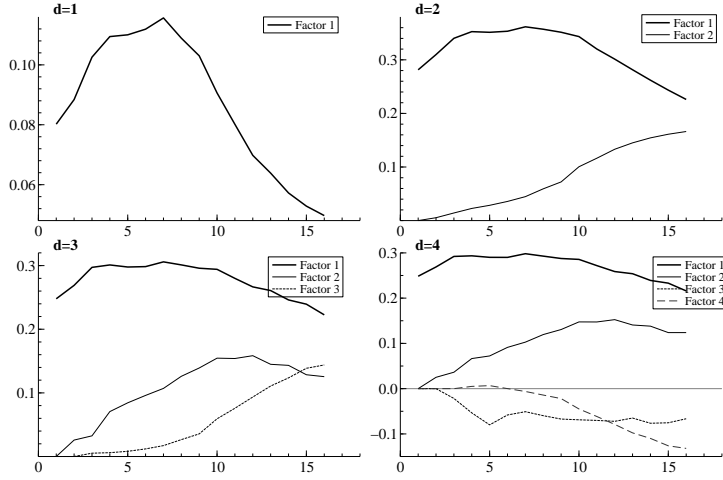 d=1
Factor 1
0.10
0.08
0.06
0 5 10 15
d=2
Factor 1
Factor 2
0.3
0.2
0.1
0 5 10 15
d=3
Factor 1
Factor 2
Factor 3
0.3
0.2
0.1
0 5 10 15
d=4
Factor 1
Factor 2
Factor 3
Factor 4
0.3
0.2
0.1
0.0
−0.1
0 5 10 15